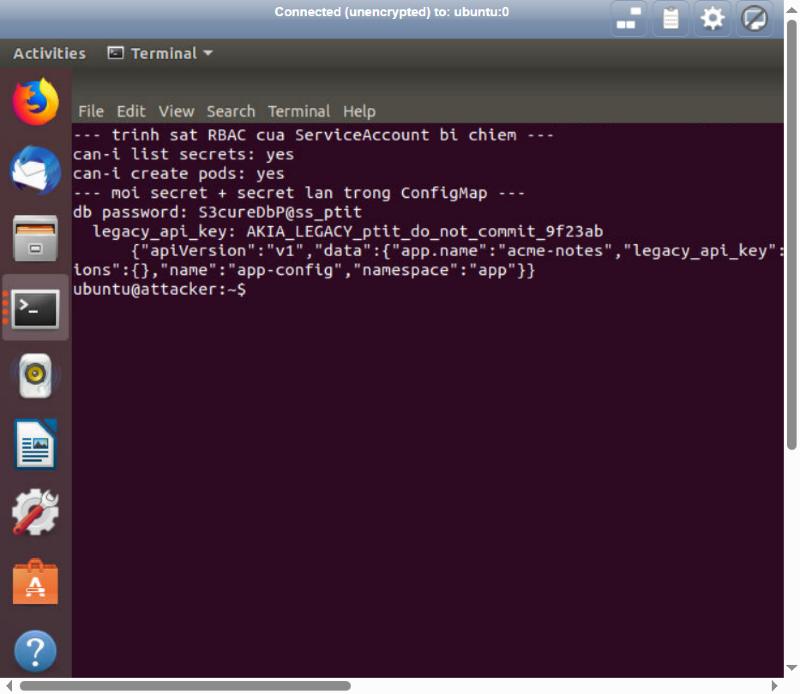 Connected (unencrypted) to: ubuntu:0
Activities Terminal
File Edit View Search Terminal Help
--- trinh sat RBAC cua ServiceAccount bi chiem ---
can-i list secrets: yes
can-i create pods: yes
--- moi secret + secret lan trong ConfigMap ---
db password: S3cureDbP@ss_ptit
legacy_api_key: AKIA_LEGACY_ptit_do_not_commit_9f23ab
{"apiVersion":"v1","data":{"app.name":"acme-notes","legacy_api_key":
ions":{},"name":"app-config","namespace":"app"}}
ubuntu@attacker:~$